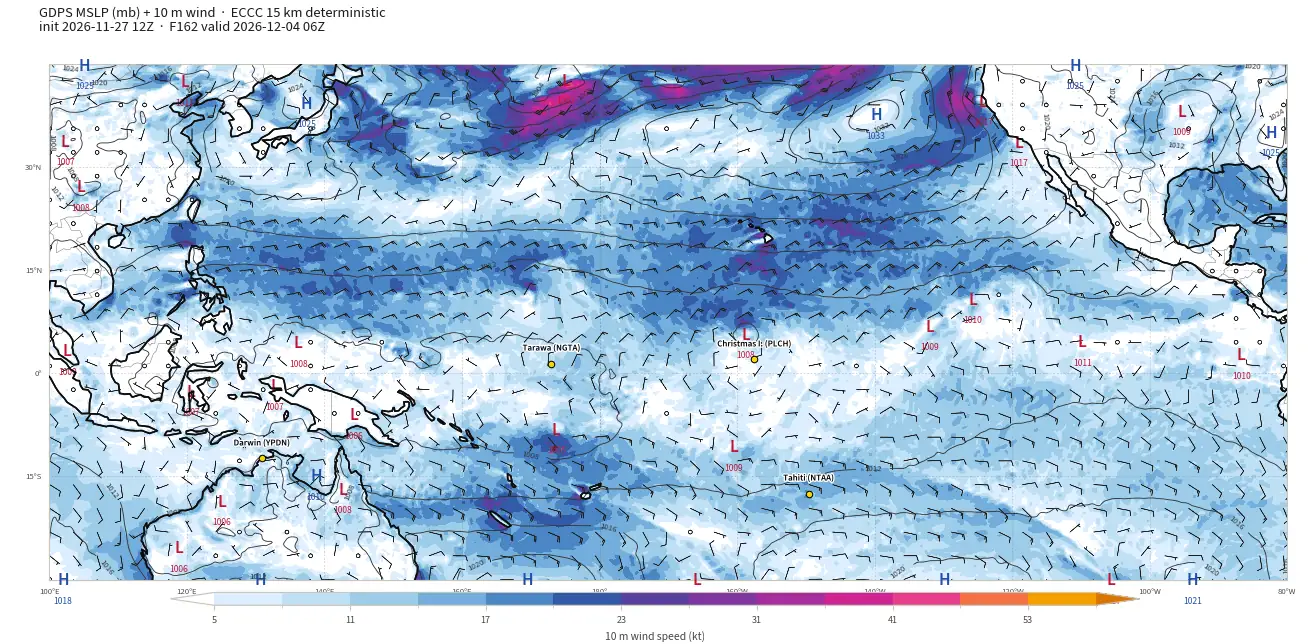 GDPS MSLP (mb) + 10 m wind · ECCC 15 km deterministic
init 2026-11-27 12Z · F162 valid 2026-12-04 06Z
H
H
1025
H
1025
H
1025
H
1033
H
1025
L
L
L
L
1007
L
1008
L
1017
L
1009
1012
30°N
15°N
0°
15°S
L
L
1008
L
L
1007
L
1006
L
L
1008
L
1009
L
1010
L
1011
L
1010
L
1009
Tarawa (NGTA)
Christmas I. (PLCH)
Darwin (YPDN)
Tahiti (NTAA)
H
L
1008
L
1006
L
1006
H
1018
H
H
L
H
L
H
1021
100°E
120°E
140°E
160°E
180°
160°W
140°W
120°W
100°W
80°W
5 11 17 23 31 41 53
10 m wind speed (kt)